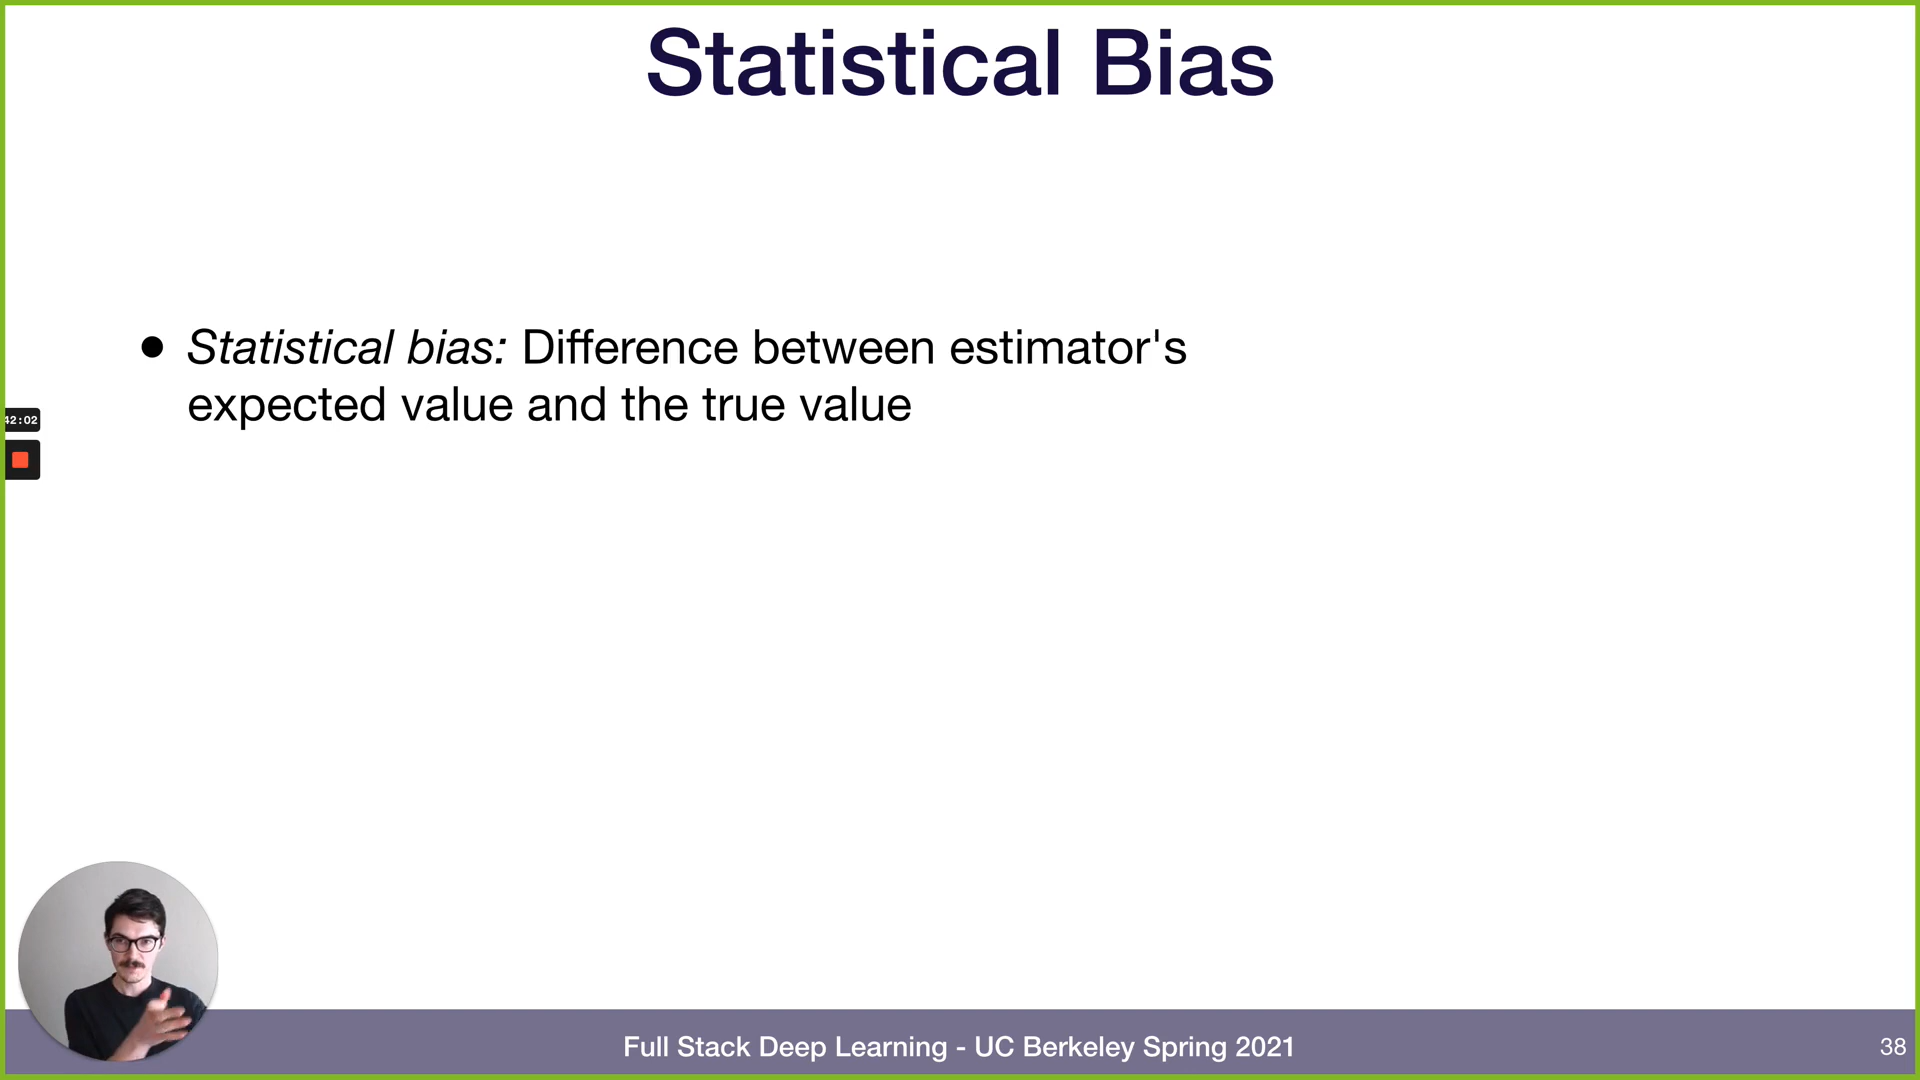 Statistical Bias
• Statistical bias: Difference between estimator's
expected value and the true value
42:02
Full Stack Deep Learning - UC Berkeley Spring 2021
38